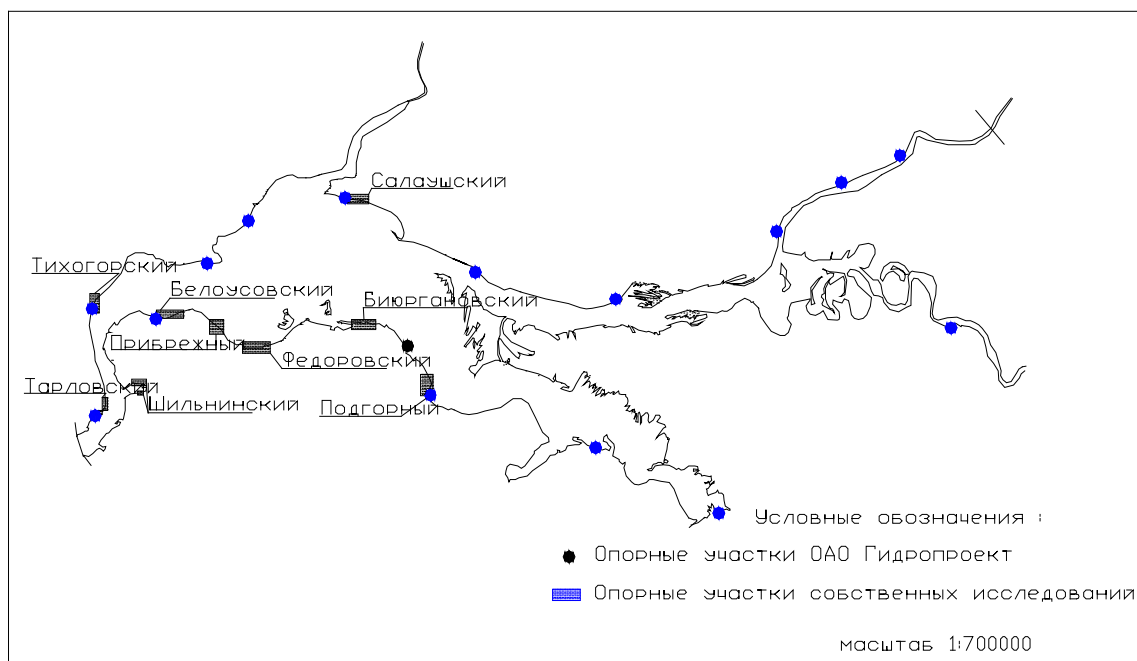 Салаушский
Тихогорский
Белоусовский
Биюргановский
Прибрежный
Федоровский
Тарловский
Шильнинский
Подгорный
Условные обозначения :
Опорные участки ОАО Гидропроект
Опорные участки собственных исследований
масштаб 1:700000